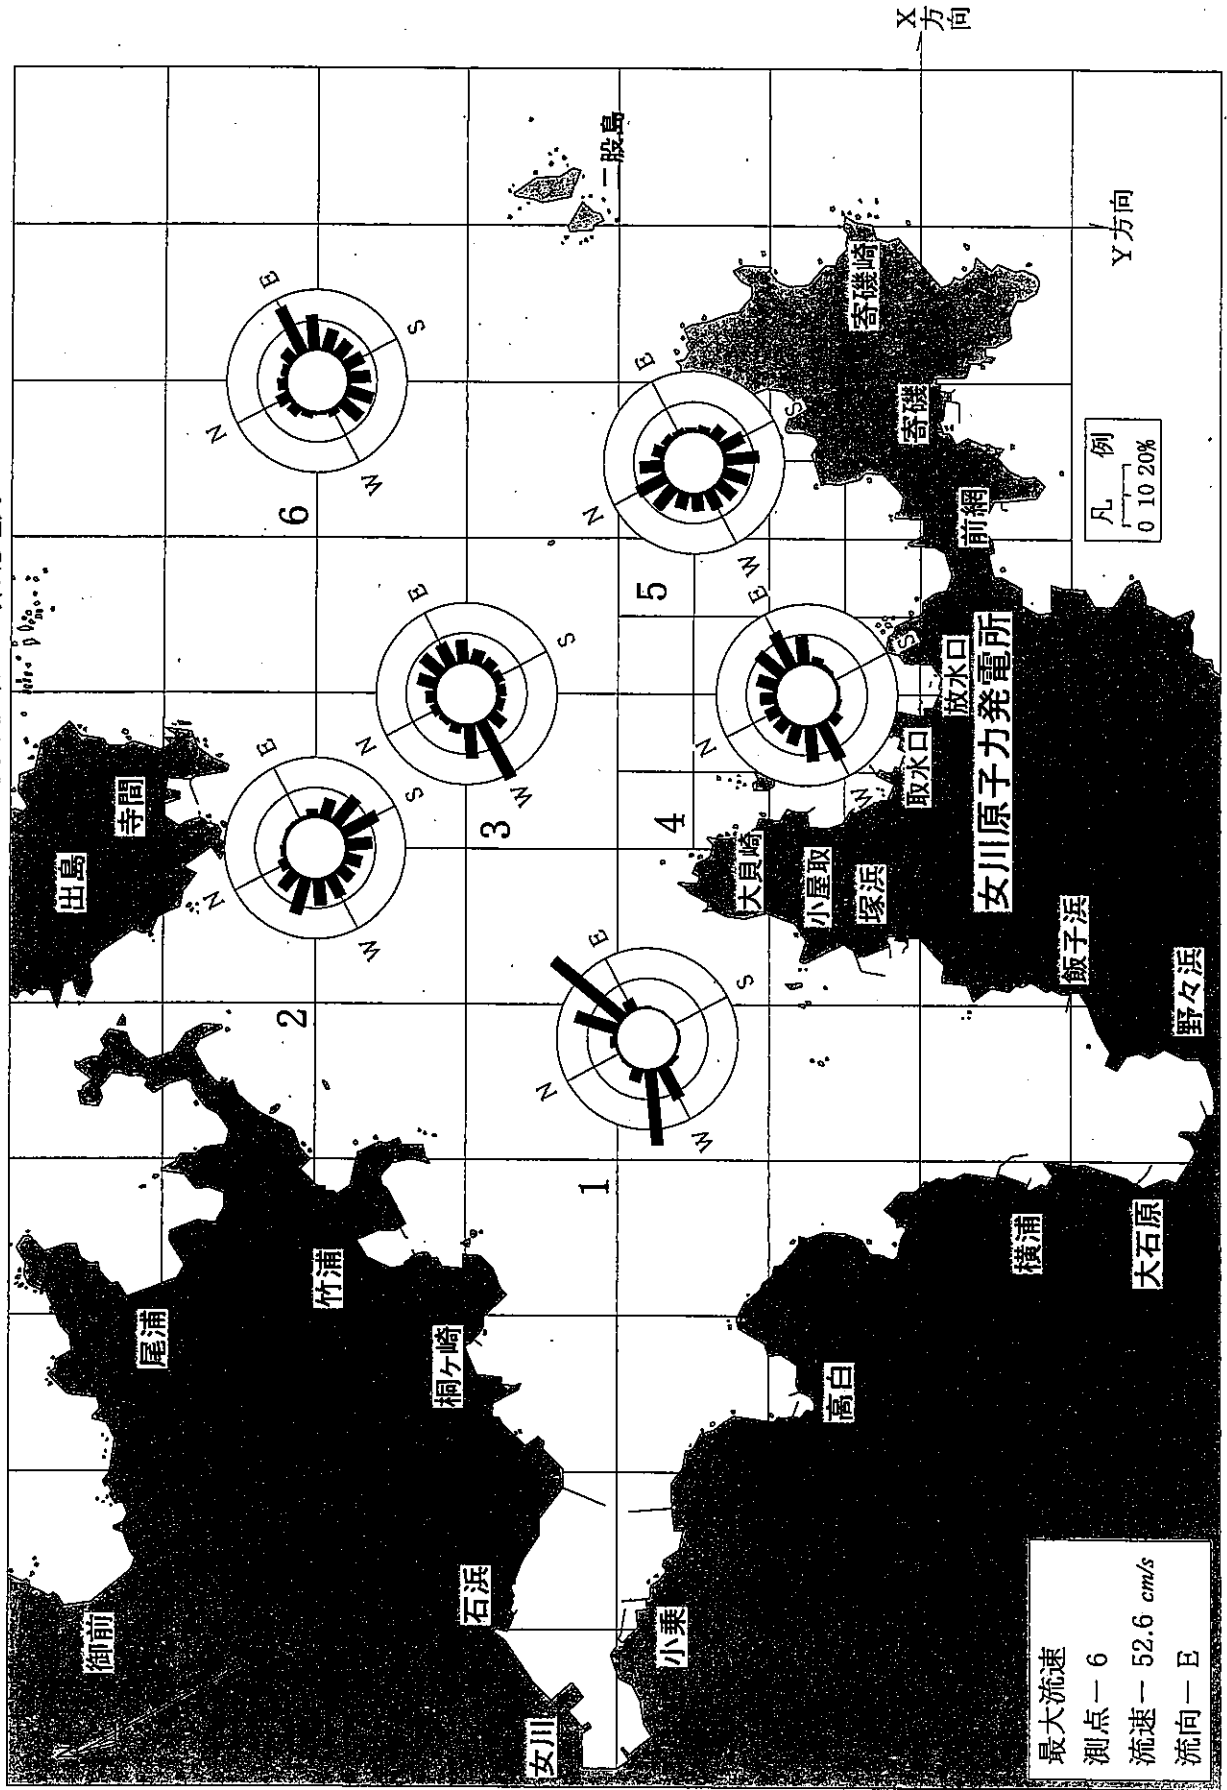 X方向
Y方向
二股島
寄磯崎
寄磯
前網
凡 例
0 10 20%
6
N
E
S
W
5
N
E
S
W
3
N
E
S
W
4
N
E
S
W
2
N
E
S
W
1
N
E
S
W
出島
寺間
放水口
取水口
女川原子力発電所
大貝崎
小屋取
塚浜
飯子浜
野々浜
横浦
大石原
高白
尾浦
竹浦
桐ヶ崎
御前
石浜
小乗
女川
最大流速
測点－6
流速－52.6 cm/s
流向－E